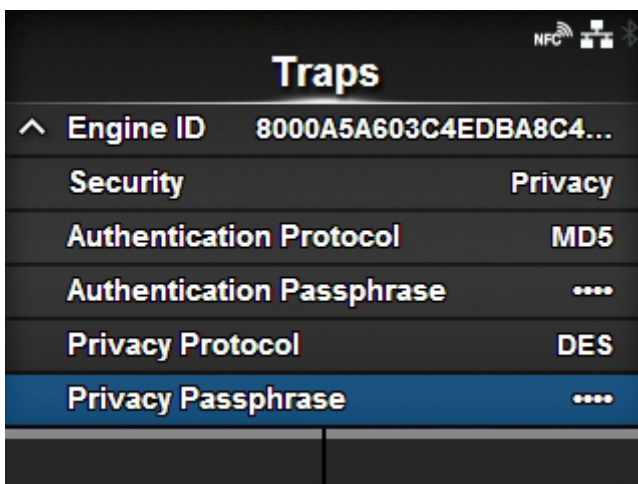 NFC
Traps
Engine ID 8000A5A603C4EDBA8C4...
Security Privacy
Authentication Protocol MD5
Authentication Passphrase ••••
Privacy Protocol DES
Privacy Passphrase ••••